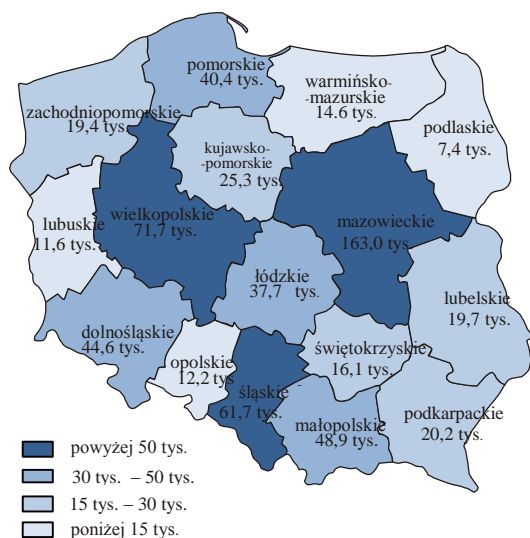 pomorskie
40,4 tys.
warmińsko-
mazurskie
14.6 tys.
zachodniopomorskie
19,4 tys.
podlaskie
7,4 tys.
kujawsko-
-pomorskie
25,3 tys.
lubuskie
11,6 tys.
wielkopolskie
71,7 tys.
mazowieckie
163,0 tys.
łódzkie
37,7 tys.
lubelskie
19,7 tys.
dolnośląskie
44,6 tys.
opolskie
12,2 tys
śląskie
61,7 tys.
świętokrzyskie
16,1 tys.
małopolskie
48,9 tys.
podkarpackie
20,2 tys.
powyżej 50 tys.
30 tys. – 50 tys.
15 tys. – 30 tys.
poniżej 15 tys.